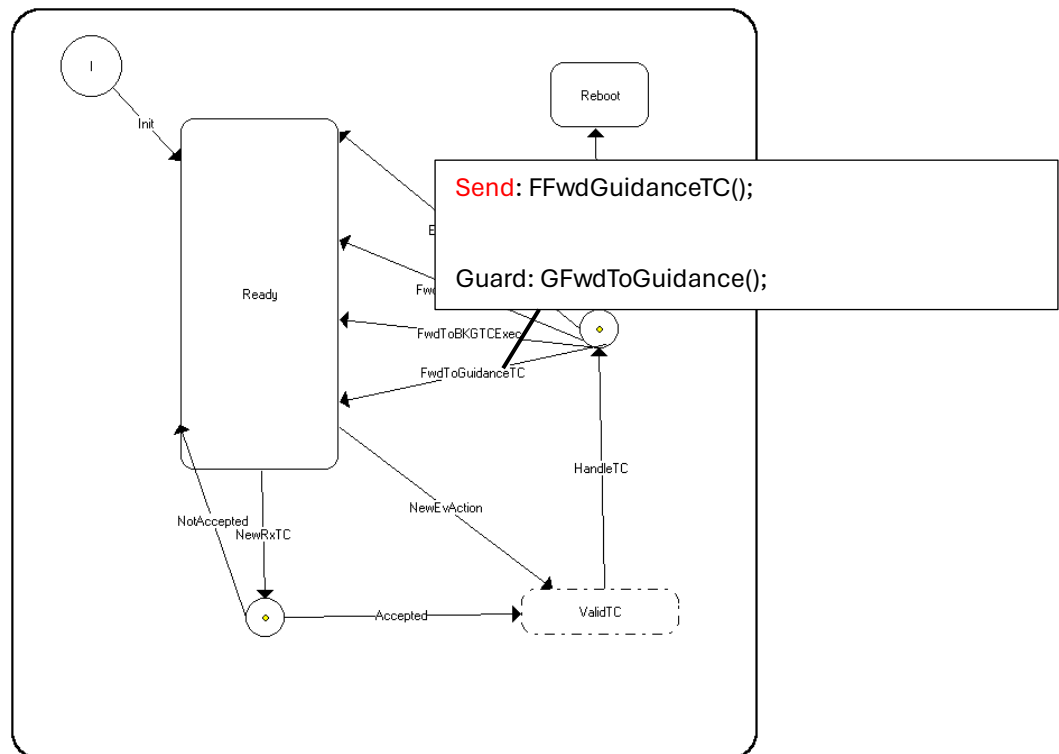 I
Init
Reboot
Send: FFwdGuidanceTC();
Guard: GFwdToGuidance();
Ready
FwdToBKGTCExec
FwdToGuidanceTC
HandleTC
NewEvAction
NotAccepted
NewRxTC
Accepted
ValidTC